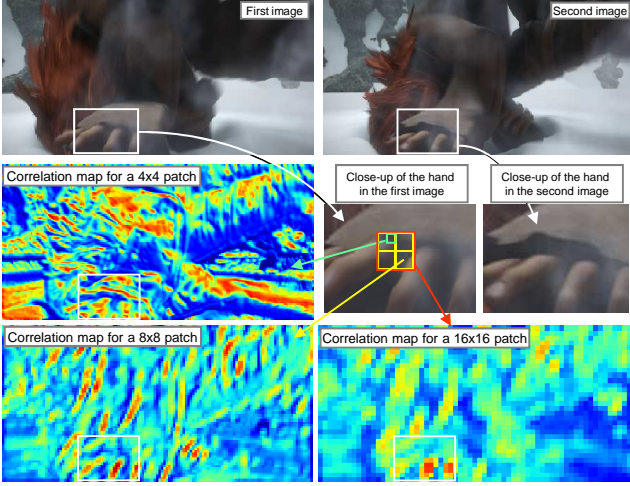 First image
Second image
Correlation map for a 4x4 patch
Close-up of the hand
in the first image
Close-up of the hand
in the second image
Correlation map for a 8x8 patch
Correlation map for a 16x16 patch